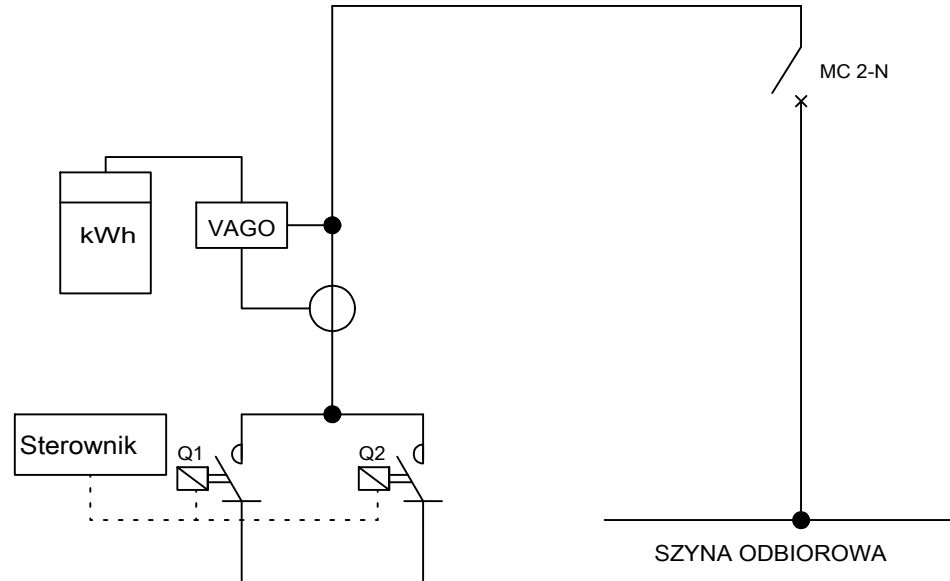 MC 2-N
kWh
VAGO
Sterownik
Q1
Q2
SZYNA ODBIOROWA